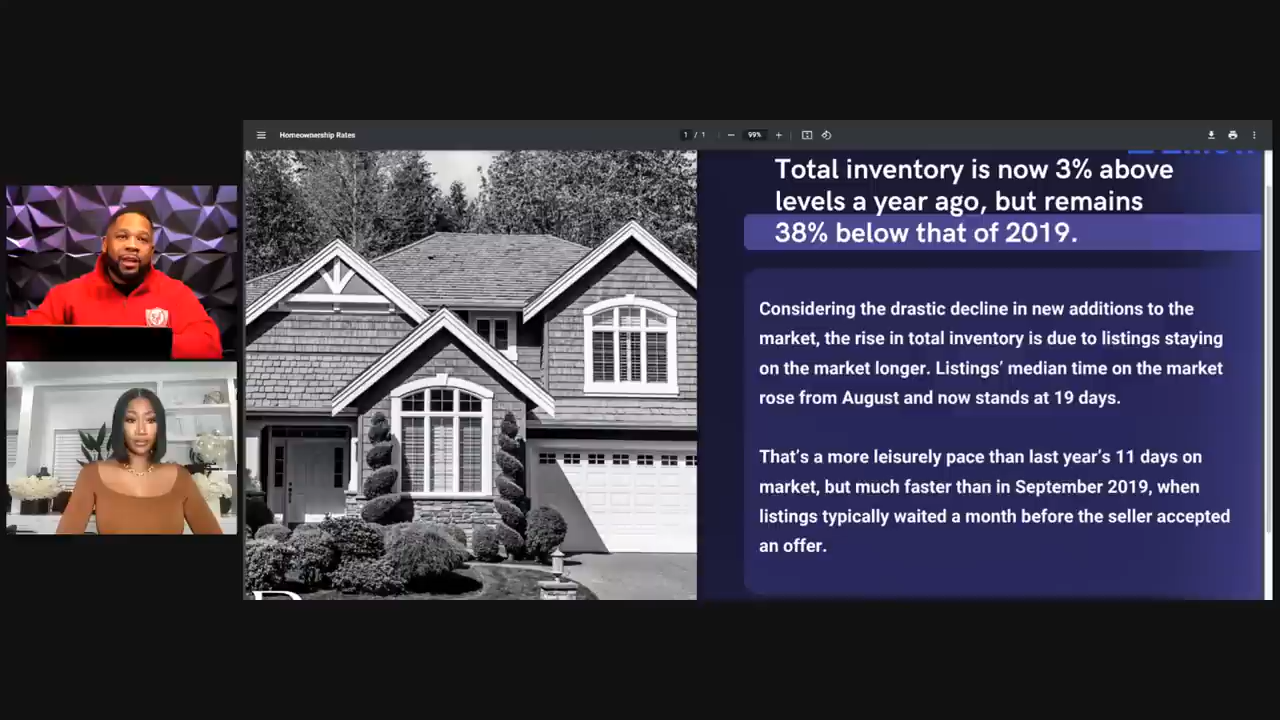 Homeownership Rates
1 / 1
99%
Total inventory is now 3% above
levels a year ago, but remains
38% below that of 2019.
Considering the drastic decline in new additions to the
market, the rise in total inventory is due to listings staying
on the market longer. Listings’ median time on the market
rose from August and now stands at 19 days.
That’s a more leisurely pace than last year’s 11 days on
market, but much faster than in September 2019, when
listings typically waited a month before the seller accepted
an offer.